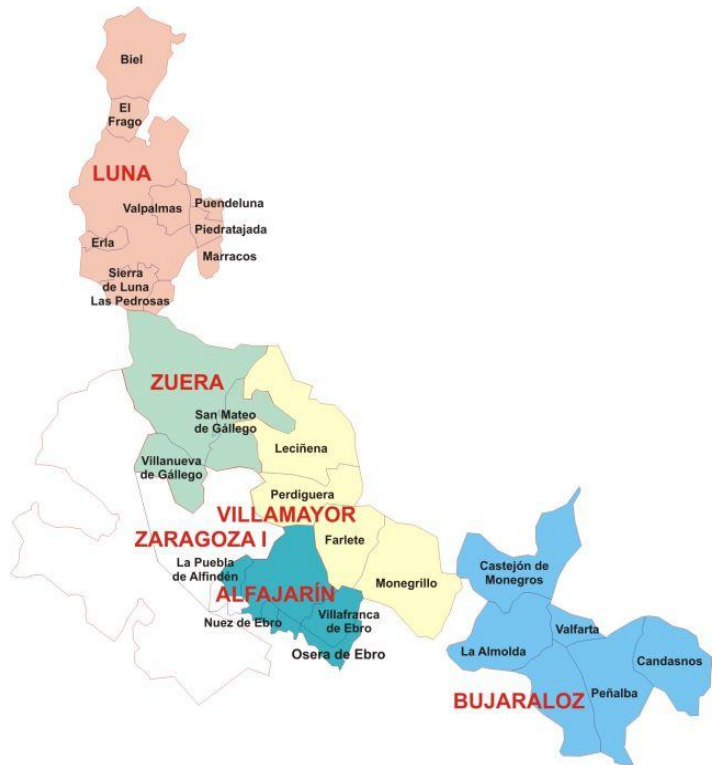 Biel
El
Frago
LUNA
Valpalmas
Puendeluna
Piedratajada
Erla
Marracos
Sierra
de Luna
Las Pedrosas
ZUERA
San Mateo
de Gállego
Leciñena
Villanueva
de Gállego
Perdiguera
VILLAMAYOR
ZARAGOZA I
Farlete
La Puebla
de Alfindén
Castejón de
Monegros
Monegrillo
ALFAJARÍN
Villafranca
de Ebro
Nuez de Ebro
Osera de Ebro
Valfarta
La Almolda
Candasnos
Peñalba
BUJARALOZ